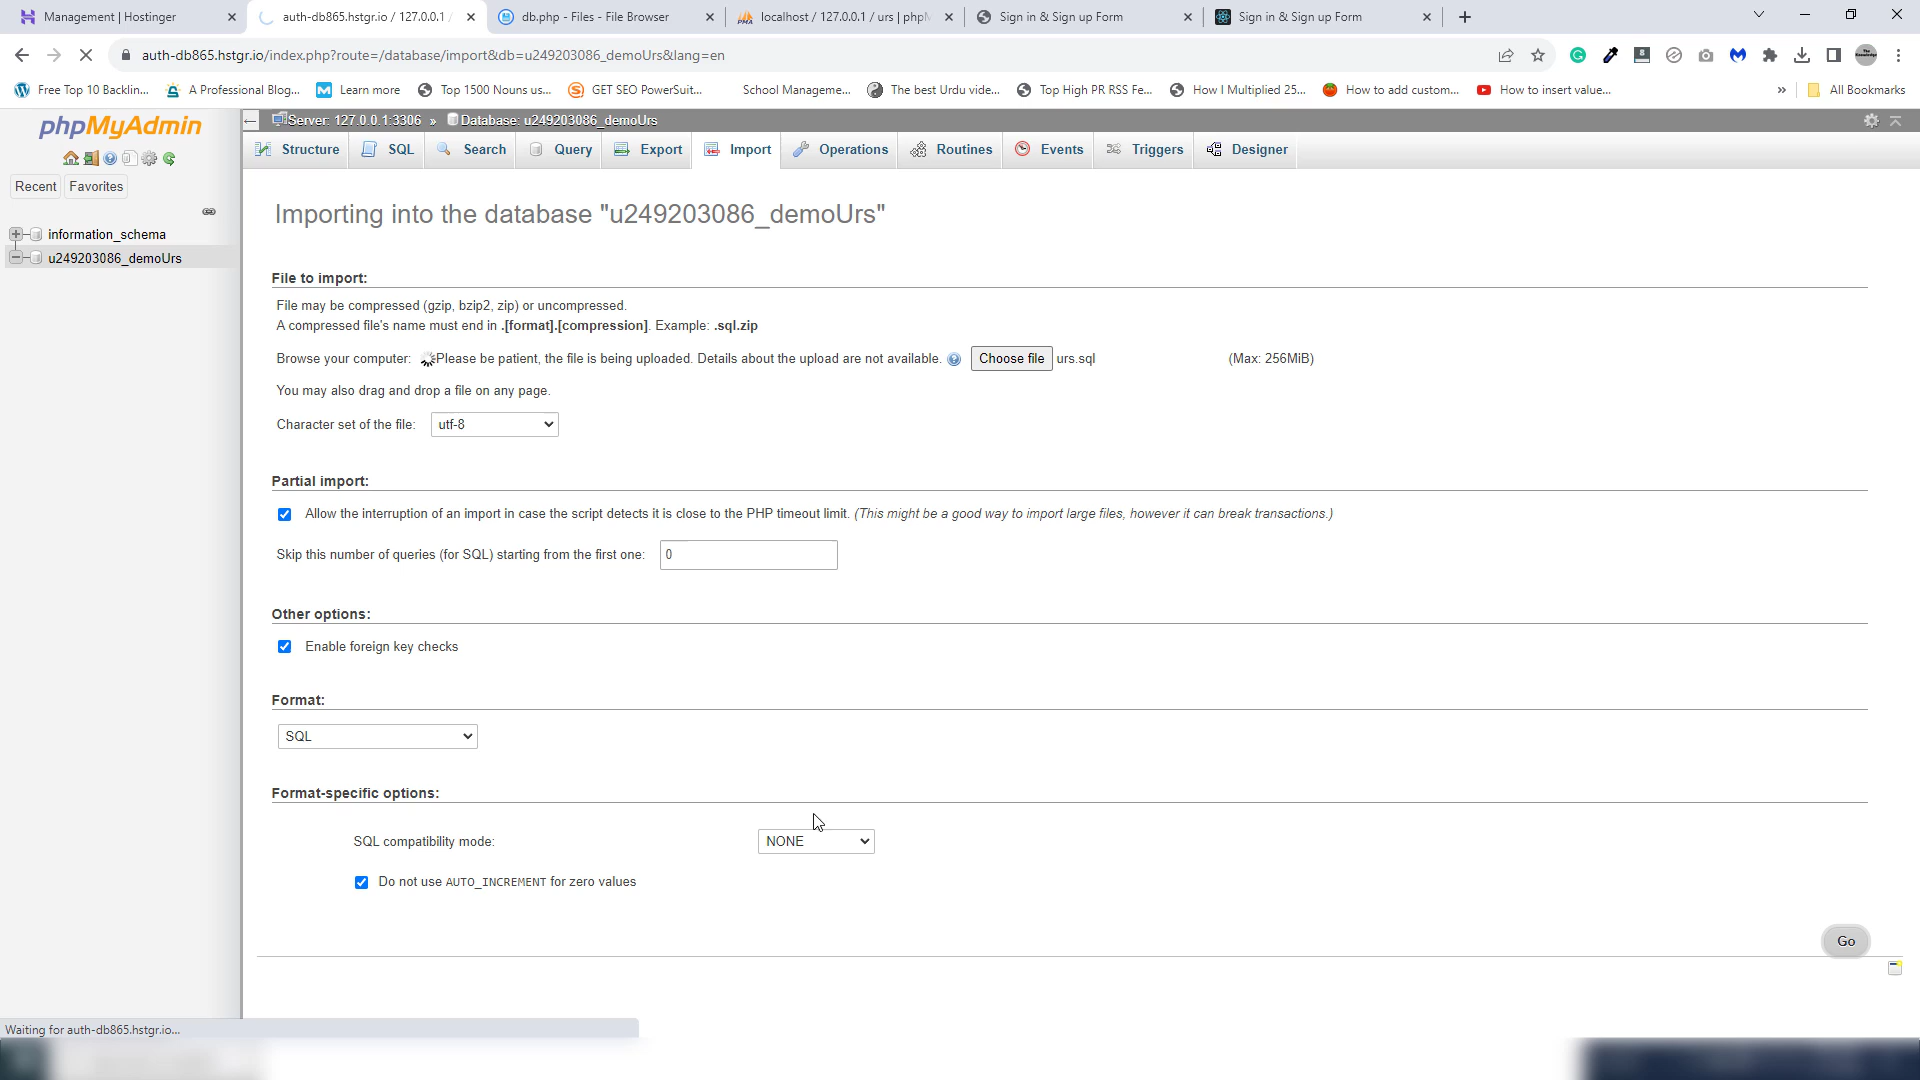 Management | Hostinger
auth-db865.hstgr.io / 127.0.0.1 /
db.php - Files - File Browser
localhost / 127.0.0.1 / urs | phpM
Sign in & Sign up Form
Sign in & Sign up Form
auth-db865.hstgr.io/index.php?route=/database/import&db=u249203086_demoUrs&lang=en
Free Top 10 Backlin...
A Professional Blog...
Learn more
Top 1500 Nouns us...
GET SEO PowerSuit...
School Manageme...
The best Urdu vide...
Top High PR RSS Fe...
How I Multiplied 25...
How to add custom...
How to insert value...
»
All Bookmarks
phpMyAdmin
Recent
Favorites
information_schema
u249203086_demoUrs
Server: 127.0.0.1:3306 » Database: u249203086_demoUrs
Structure
SQL
Search
Query
Export
Import
Operations
Routines
Events
Triggers
Designer
Importing into the database "u249203086_demoUrs"
File to import:
File may be compressed (gzip, bzip2, zip) or uncompressed.
A compressed file's name must end in .[format].[compression]. Example: .sql.zip
Browse your computer: Please be patient, the file is being uploaded. Details about the upload are not available. Choose file urs.sql (Max: 256MiB)
You may also drag and drop a file on any page.
Character set of the file: utf-8
Partial import:
Allow the interruption of an import in case the script detects it is close to the PHP timeout limit. (This might be a good way to import large files, however it can break transactions.)
Skip this number of queries (for SQL) starting from the first one: 0
Other options:
Enable foreign key checks
Format:
SQL
Format-specific options:
SQL compatibility mode: NONE
Do not use AUTO_INCREMENT for zero values
Go
Waiting for auth-db865.hstgr.io...